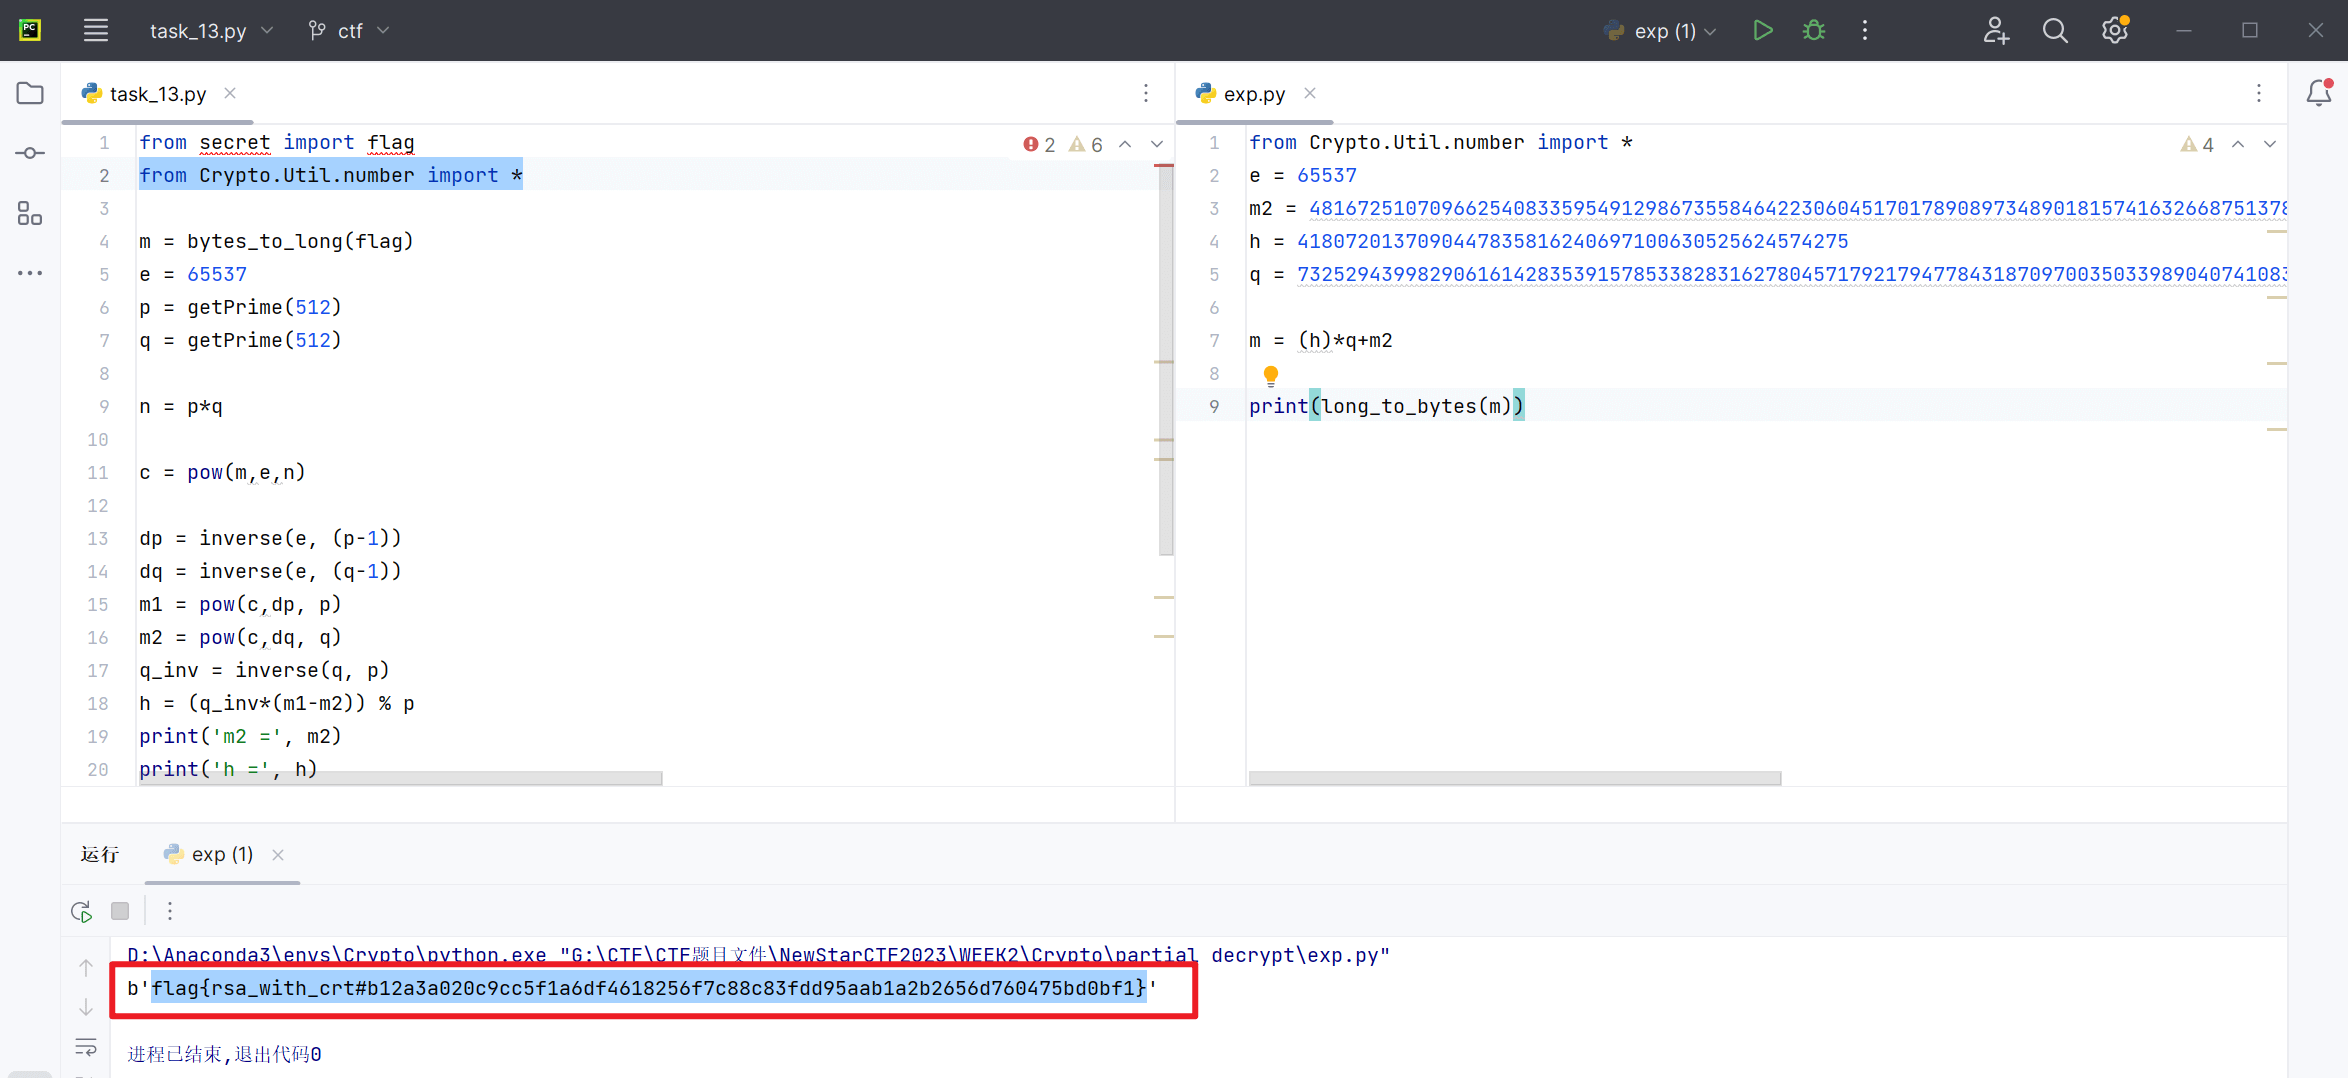 task_13.py ctf exp (1)
task_13.py
1 from secret import flag
2 from Crypto.Util.number import *
3
4 m = bytes_to_long(flag)
5 e = 65537
6 p = getPrime(512)
7 q = getPrime(512)
8
9 n = p*q
10
11 c = pow(m,e,n)
12
13 dp = inverse(e, (p-1))
14 dq = inverse(e, (q-1))
15 m1 = pow(c,dp, p)
16 m2 = pow(c,dq, q)
17 q_inv = inverse(q, p)
18 h = (q_inv*(m1-m2)) % p
19 print('m2 =', m2)
20 print('h =', h)
2 6
exp.py
1 from Crypto.Util.number import *
2 e = 65537
3 m2 = 4816725107096625408335954912986735584642230604517017890897348901815741632668751378
4 h = 4180720137090447835816240697100630525624574275
5 q = 7325294399829061614283539157853382831627804571792179477843187097003503398904074108
6
7 m = (h)*q+m2
8
9 print(long_to_bytes(m))
4
运行 exp (1)
D:\Anaconda3\envs\Crypto\python.exe "G:\CTF\CTF题目文件\NewStarCTF2023\WEEK2\Crypto\partial decrypt\exp.py"
b'flag{rsa_with_crt#b12a3a020c9cc5f1a6df4618256f7c88c83fdd95aab1a2b2656d760475bd0bf1}'
进程已结束,退出代码0